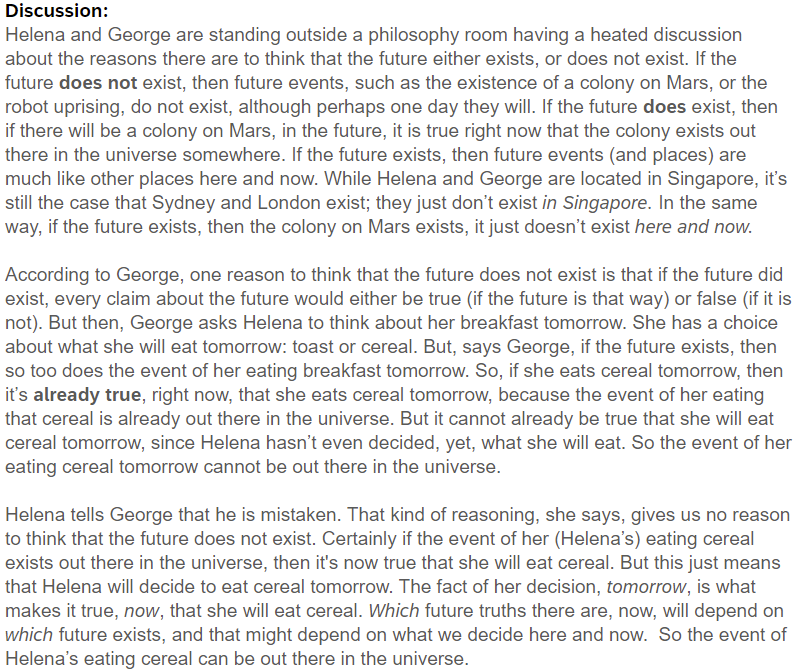 Discussion:
Helena and George are standing outside a philosophy room having a heated discussion
about the reasons there are to think that the future either exists, or does not exist. If the
future does not exist, then future events, such as the existence of a colony on Mars, or the
robot uprising, do not exist, although perhaps one day they will. If the future does exist, then
if there will be a colony on Mars, in the future, it is true right now that the colony exists out
there in the universe somewhere. If the future exists, then future events (and places) are
much like other places here and now. While Helena and George are located in Singapore, it’s
still the case that Sydney and London exist; they just don’t exist in Singapore. In the same
way, if the future exists, then the colony on Mars exists, it just doesn’t exist here and now.
According to George, one reason to think that the future does not exist is that if the future did
exist, every claim about the future would either be true (if the future is that way) or false (if it is
not). But then, George asks Helena to think about her breakfast tomorrow. She has a choice
about what she will eat tomorrow: toast or cereal. But, says George, if the future exists, then
so too does the event of her eating breakfast tomorrow. So, if she eats cereal tomorrow, then
it’s already true, right now, that she eats cereal tomorrow, because the event of her eating
that cereal is already out there in the universe. But it cannot already be true that she will eat
cereal tomorrow, since Helena hasn’t even decided, yet, what she will eat. So the event of her
eating cereal tomorrow cannot be out there in the universe.
Helena tells George that he is mistaken. That kind of reasoning, she says, gives us no reason
to think that the future does not exist. Certainly if the event of her (Helena’s) eating cereal
exists out there in the universe, then it's now true that she will eat cereal. But this just means
that Helena will decide to eat cereal tomorrow. The fact of her decision, tomorrow, is what
makes it true, now, that she will eat cereal. Which future truths there are, now, will depend on
which future exists, and that might depend on what we decide here and now.  So the event of
Helena’s eating cereal can be out there in the universe.